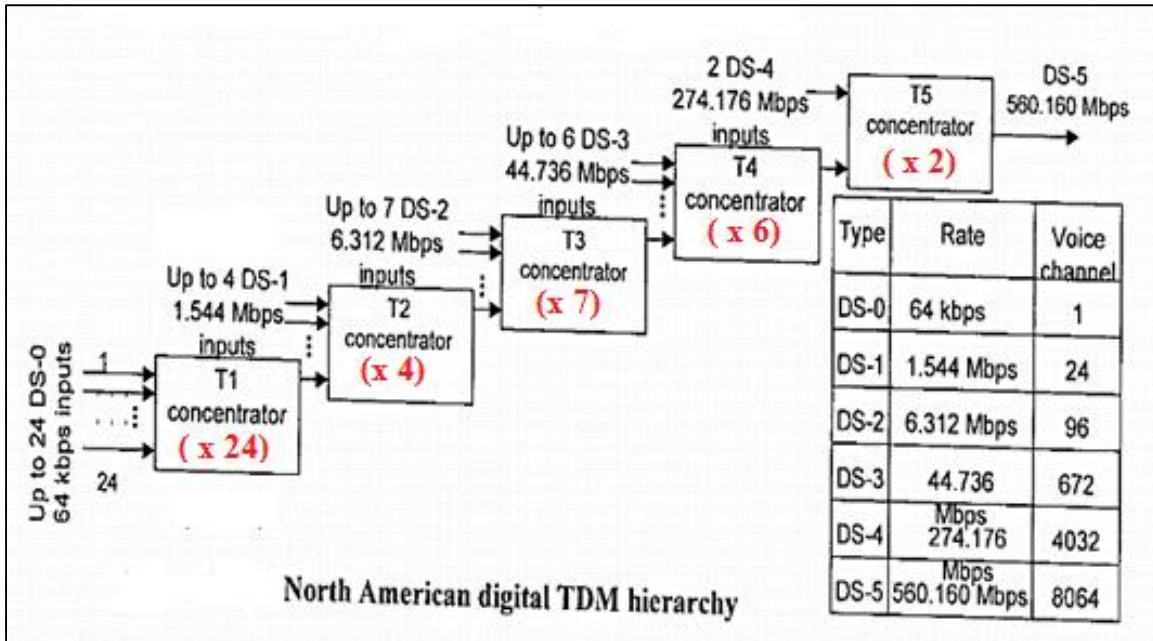 2 DS-4
274.176 Mbps
T5
concentrator
( x 2)
DS-5
560.160 Mbps
Up to 6 DS-3
44.736 Mbps
inputs
T4
concentrator
( x 6)
Up to 7 DS-2
6.312 Mbps
inputs
T3
concentrator
(x 7)
Up to 4 DS-1
1.544 Mbps
inputs
T2
concentrator
(x 4)
Up to 24 DS-0
64 kbps inputs
1
24
inputs
T1
concentrator
( x 24)
Type Rate Voice
channel
DS-0 64 kbps 1
DS-1 1.544 Mbps 24
DS-2 6.312 Mbps 96
DS-3 44.736 672
Mbps
DS-4 274.176 4032
Mbps
DS-5 560.160 Mbps 8064
North American digital TDM hierarchy